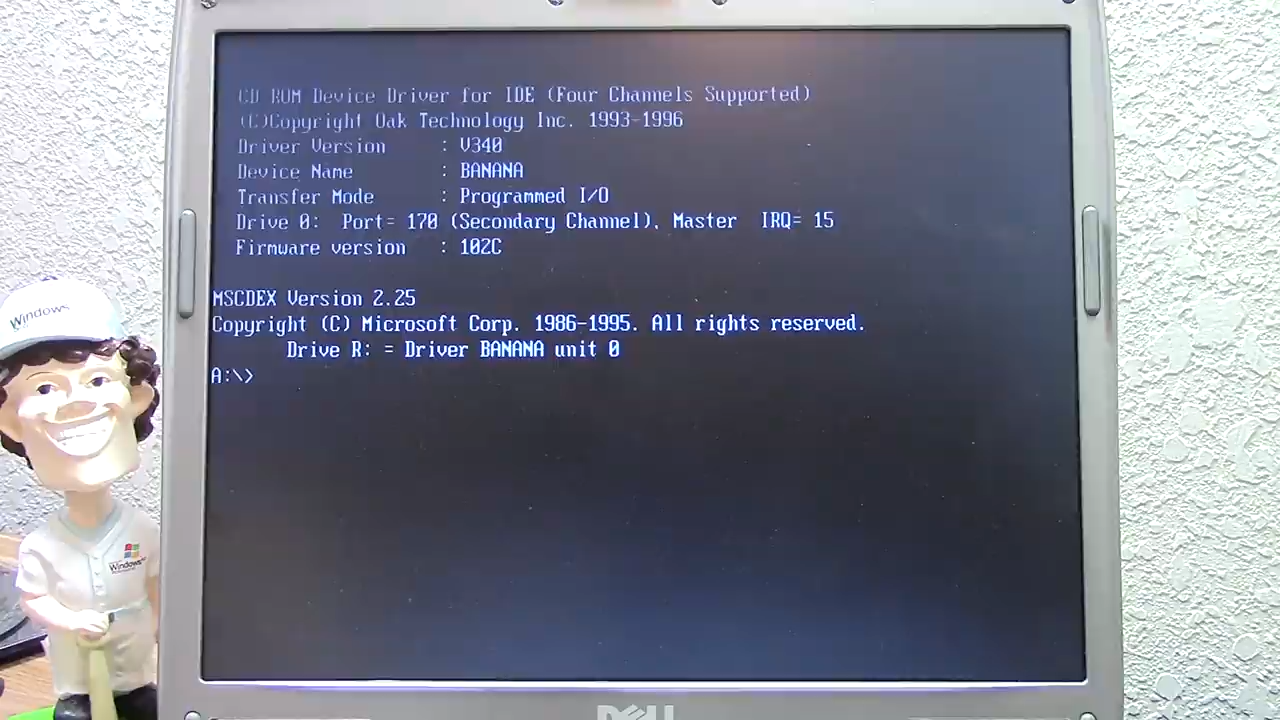 CD ROM Device Driver for IDE (Four Channels Supported)
(C)Copyright Oak Technology Inc. 1993-1996
Driver Version : V340
Device Name : BANANA
Transfer Mode : Programmed I/O
Drive 0: Port= 170 (Secondary Channel), Master IRQ= 15
Firmware version : 102C
MSCDEX Version 2.25
Copyright (C) Microsoft Corp. 1986-1995. All rights reserved.
Drive R: = Driver BANANA unit 0
A:\>
Windows
Windows
DELL